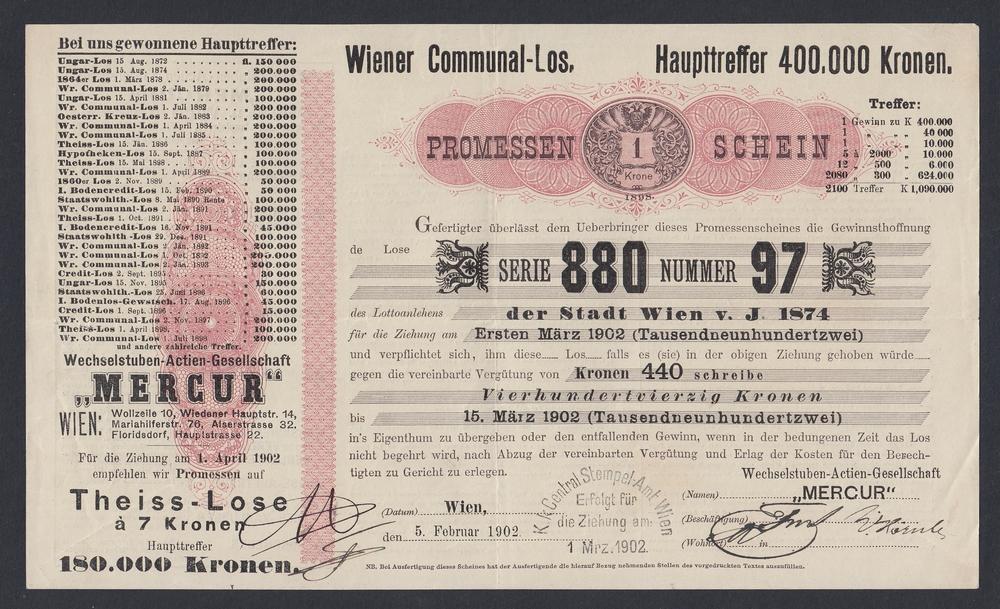 Bei uns gewonnene Haupttreffer:
Ungar-Los 15 Aug. 1872 . . . . . . . fl. 150 000
Ungar-Los 15. Aug. 1874 . . . . . . . „ 200.000
1864er Los 1. März 1878 . . . . . . . „ 200.000
Wr. Communal-Los 2. Jän. 1879 . . . „ 200.000
Ungar-Los 15. April 1881 . . . . . . „ 100.000
Wr. Communal-Los 1. Juli 1882 . . . „ 200.000
Oesterr. Kreuz-Los 2. Jän. 1883 . . . „ 100.000
Wr. Communal-Los 1. April 1884 . . . „ 200.000
Wr. Communal-Los 1. Juli 1885 . . . „ 200.000
Theiss-Los 15. Jän. 1886 . . . . . . „ 100.000
Hypotheken-Los 15. Sept. 1887 . . . „ 100.000
Theiss-Los 15. Mai 1898 . . . . . . „ 100.000
Wr. Communal-Los 1. April 1889 . . . „ 200.000
1860er Los 2. Nov. 1889 . . . . . . „ 50 000
I. Bodencredit-Los 15. Feb. 1890 . . „ 50 000
Staatswohlth.-Los 8. Mai 1890 Rente „ 100.000
Wr. Communal-Los 2. Jän. 1891 . . . „ 200.000
Theiss-Los 1. Oct. 1891 . . . . . . „ 100.000
I. Bodencredit-Los 16. Nov. 1891 . . „ 45.000
Staatswohlth.-Los 29. Dec. 1891 . . „ 60.000
Wr. Communal-Los 2. Jän. 1892 . . . „ 200.000
Wr. Communal-Los 1. Oct. 1892 . . . „ 200.000
Wr. Communal-Los 2. Jän. 1893 . . . „ 200.000
Credit-Los 2. Sept. 1895 . . . . . . „ 30 000
Ungar-Los 15. Nov. 1895 . . . . . . „ 150.000
Staatswohlth.-Los 25. Juni 1896 . . „ 60.000
I. Bodenlos-Gewstsch. 17. Aug. 1896 „ 45.000
Credit-Los 1. Sept. 1896 . . . . . . „ 15.000
Wr. Communal-Los 2. Nov. 1897 . . . „ 200.000
Theiss-Los 1. April 1898 . . . . . . „ 100.000
Wr. Communal-Los 1. Juli 1898 . . . „ 200.000
und andere zahlreiche Treffer.
Wechselstuben-Actien-Gesellschaft
„MERCUR“
WIEN: Wollzeile 10, Wiedener Hauptstr. 14,
Mariahilferstr. 76, Alserstrasse 32.
Floridsdorf, Hauptstrasse 22.
Für die Ziehung am 1. April 1902
empfehlen wir Promessen auf
Theiss-Lose
à 7 Kronen
Haupttreffer
180.000 Kronen.
Wiener Communal-Los. Haupttreffer 400.000 Kronen.
PROMESSEN 1 SCHEIN
Krone
1898
Treffer:
1 Gewinn zu K 400.000
1 „ „ 40 000
1 „ „ 10.000
5 à 2000 „ 10.000
12 „ 500 „ 6.000
2080 „ 300 „ 624.000
2100 Treffer K 1,090.000
Gefertigter überlässt dem Ueberbringer dieses Promessenscheines die Gewinnsthoffnung
de Lose SERIE 880 NUMMER 97
des Lottoanlehens der Stadt Wien v. J. 1874
für die Ziehung am Ersten März 1902 (Tausendneunhundertzwei)
und verpflichtet sich, ihm diese Los falls es (sie) in der obigen Ziehung gehoben würde
gegen die vereinbarte Vergütung von Kronen 440 schreibe
Vierhundertvierzig Kronen
bis 15. März 1902 (Tausendneunhundertzwei)
in's Eigenthum zu übergeben oder den entfallenden Gewinn, wenn in der bedungenen Zeit das Los
nicht begehrt wird, nach Abzug der vereinbarten Vergütung und Erlag der Kosten für den Berech-
tigten zu Gericht zu erlegen.
K.k. Central Stempel-Amt Wien
Erfolgt für
die Ziehung am:
1 Mrz. 1902.
(Datum) Wien,
den 5. Februar 1902.
Wechselstuben-Actien-Gesellschaft
(Namen) „MERCUR“
(Beschäftigung)
(Wohnort) in
NB. Bei Ausfertigung dieses Scheines hat der Ausfertigende die hierauf Bezug nehmenden Stellen des vorgedruckten Textes auszufüllen.